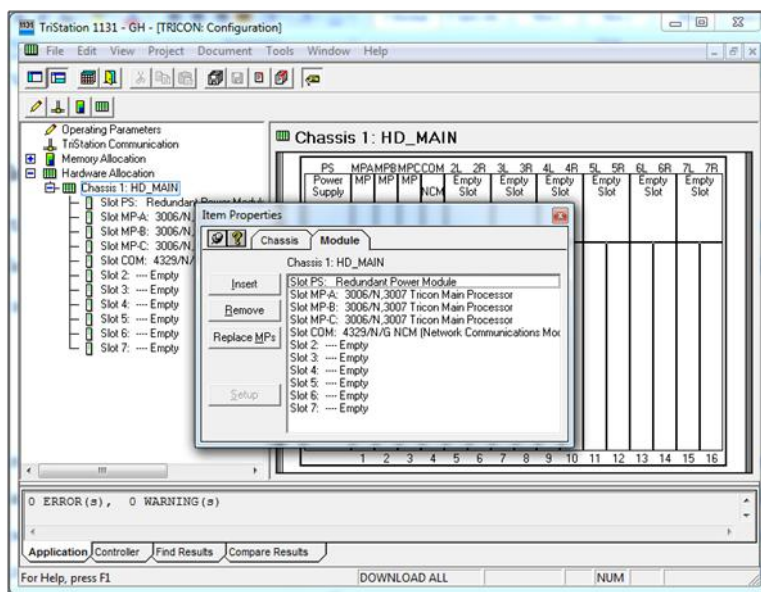 TriStation 1131 - GH - [TRICON: Configuration]
File Edit View Project Document Tools Window Help
Operating Parameters
TriStation Communication
Memory Allocation
Hardware Allocation
Chassis 1: HD_MAIN
Slot PS: Redundant Power Module
Slot MP-A: 3006/N,
Slot MP-B: 3006/N,
Slot MP-C: 3006/N,
Slot COM: 4329/N/
Slot 2: ---- Empty
Slot 3: ---- Empty
Slot 4: ---- Empty
Slot 5: ---- Empty
Slot 6: ---- Empty
Slot 7: ---- Empty
Chassis 1: HD_MAIN
PS MPA MPB MPC COM 2L 2R 3L 3R 4L 4R 5L 5R 6L 6R 7L 7R
Power MP MP MP Empty Empty Empty Empty Empty Empty
Supply NCM Slot Slot Slot Slot Slot Slot
1 2 3 4 5 6 7 8 9 10 11 12 13 14 15 16
Item Properties
Chassis Module
Chassis 1: HD_MAIN
Insert
Remove
Replace MPs
Setup
Slot PS: Redundant Power Module
Slot MP-A: 3006/N,3007 Tricon Main Processor
Slot MP-B: 3006/N,3007 Tricon Main Processor
Slot MP-C: 3006/N,3007 Tricon Main Processor
Slot COM: 4329/N/G NCM (Network Communications Moc
Slot 2: ---- Empty
Slot 3: ---- Empty
Slot 4: ---- Empty
Slot 5: ---- Empty
Slot 6: ---- Empty
Slot 7: ---- Empty
0 ERROR(s), 0 WARNING(s)
Application Controller Find Results Compare Results
For Help, press F1 DOWNLOAD ALL NUM